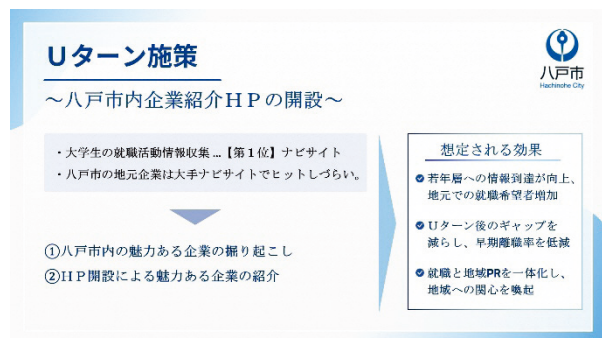 Uターン施策
八戸市
Hachinohe City
～八戸市内企業紹介ＨＰの開設～
・大学生の就職活動情報収集…【第１位】ナビサイト
・八戸市の地元企業は大手ナビサイトでヒットしづらい。
①八戸市内の魅力ある企業の掘り起こし
②ＨＰ開設による魅力ある企業の紹介
想定される効果
若年層への情報到達が向上、
地元での就職希望者増加
Ｕターン後のギャップを
減らし、早期離職率を低減
就職と地域PRを一体化し、
地域への関心を喚起